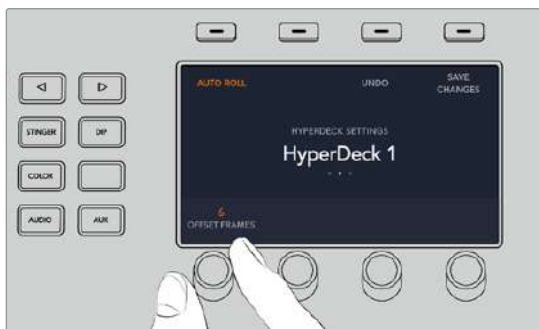 STINGER
DIP
COLOR
AUDIO
AUX
AUTO ROLL
UNDO
SAVE
CHANGES
HYPERDECK SETTINGS
HyperDeck 1
6
OFFSET FRAMES